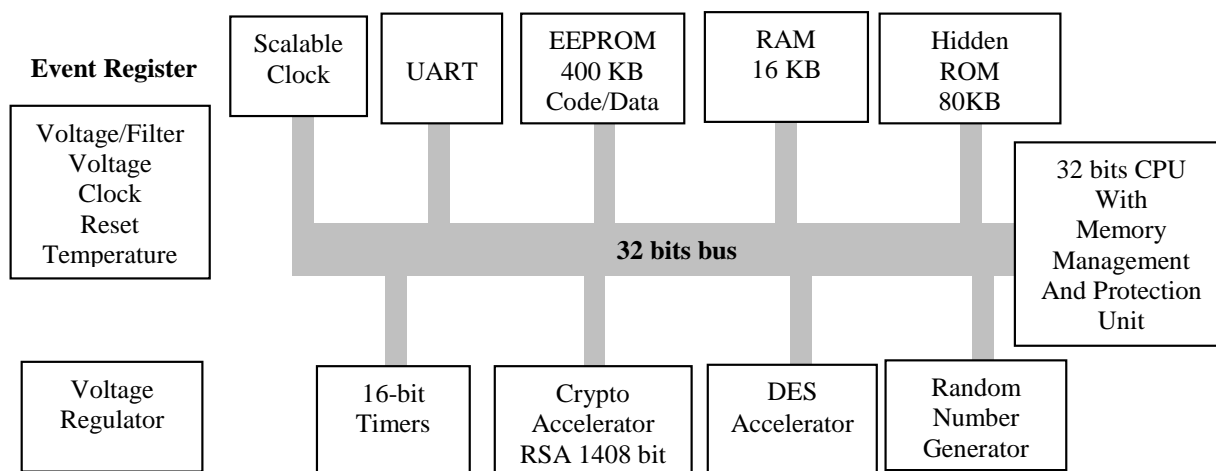 Event Register
Voltage/Filter
Voltage
Clock
Reset
Temperature
Scalable
Clock
UART
EEPROM
400 KB
Code/Data
RAM
16 KB
Hidden
ROM
80KB
32 bits CPU
With
Memory
Management
And Protection
Unit
32 bits bus
Voltage
Regulator
16-bit
Timers
Crypto
Accelerator
RSA 1408 bit
DES
Accelerator
Random
Number
Generator